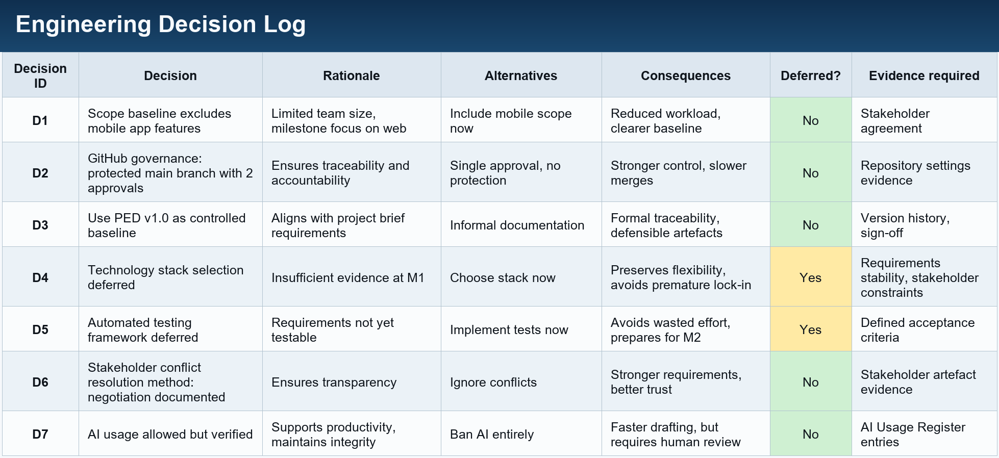 Engineering Decision Log
Decision
ID
Decision
Rationale
Alternatives
Consequences
Deferred?
Evidence required
D1
Scope baseline excludes
mobile app features
Limited team size,
milestone focus on web
Include mobile scope
now
Reduced workload,
clearer baseline
No
Stakeholder
agreement
D2
GitHub governance:
protected main branch with 2
approvals
Ensures traceability and
accountability
Single approval, no
protection
Stronger control, slower
merges
No
Repository settings
evidence
D3
Use PED v1.0 as controlled
baseline
Aligns with project brief
requirements
Informal documentation
Formal traceability,
defensible artefacts
No
Version history,
sign-off
D4
Technology stack selection
deferred
Insufficient evidence at M1
Choose stack now
Preserves flexibility,
avoids premature lock-in
Yes
Requirements
stability, stakeholder
constraints
D5
Automated testing
framework deferred
Requirements not yet
testable
Implement tests now
Avoids wasted effort,
prepares for M2
Yes
Defined acceptance
criteria
D6
Stakeholder conflict
resolution method:
negotiation documented
Ensures transparency
Ignore conflicts
Stronger requirements,
better trust
No
Stakeholder artefact
evidence
D7
AI usage allowed but verified
Supports productivity,
maintains integrity
Ban AI entirely
Faster drafting, but
requires human review
No
AI Usage Register
entries